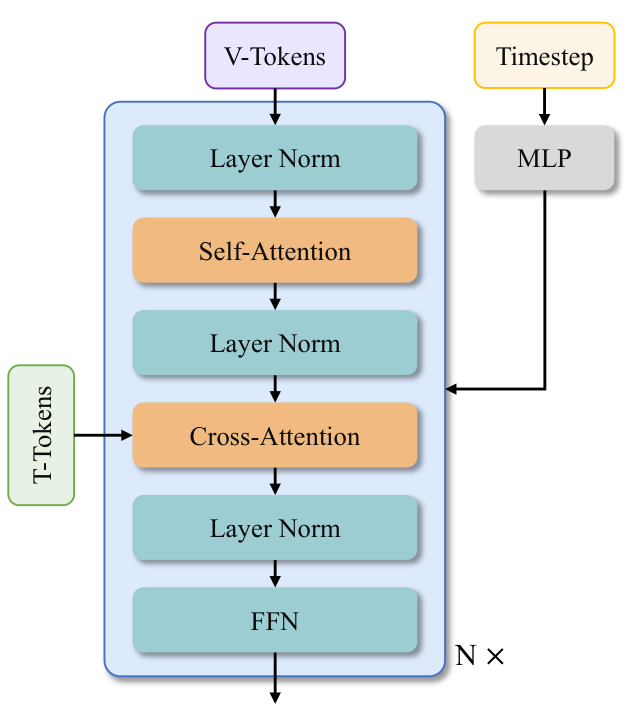 V-Tokens
Timestep
Layer Norm
MLP
Self-Attention
Layer Norm
T-Tokens
Cross-Attention
Layer Norm
FFN
N ×